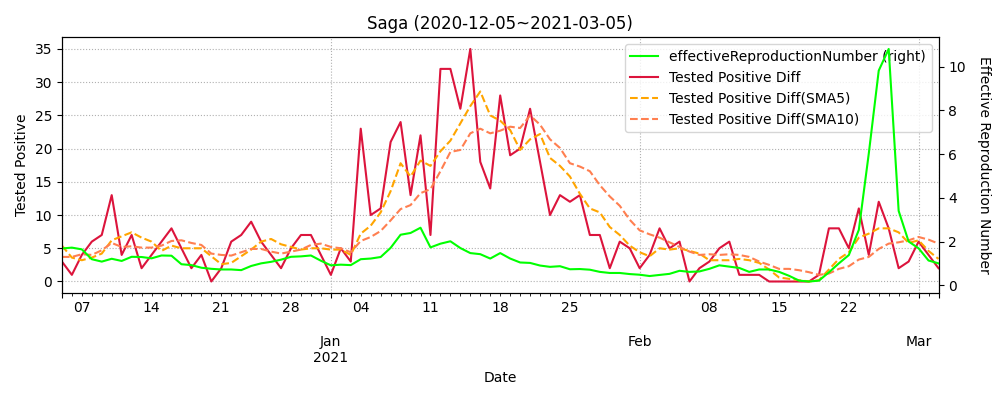 Saga (2020-12-05~2021-03-05)
effectiveReproductionNumber (right)
Tested Positive Diff
Tested Positive Diff(SMA5)
Tested Positive Diff(SMA10)
Tested Positive
35
30
25
20
15
10
5
0
Effective Reproduction Number
10
8
6
4
2
0
07 14 21 28 04 11 18 25 08 15 22
Jan Feb Mar
2021
Date